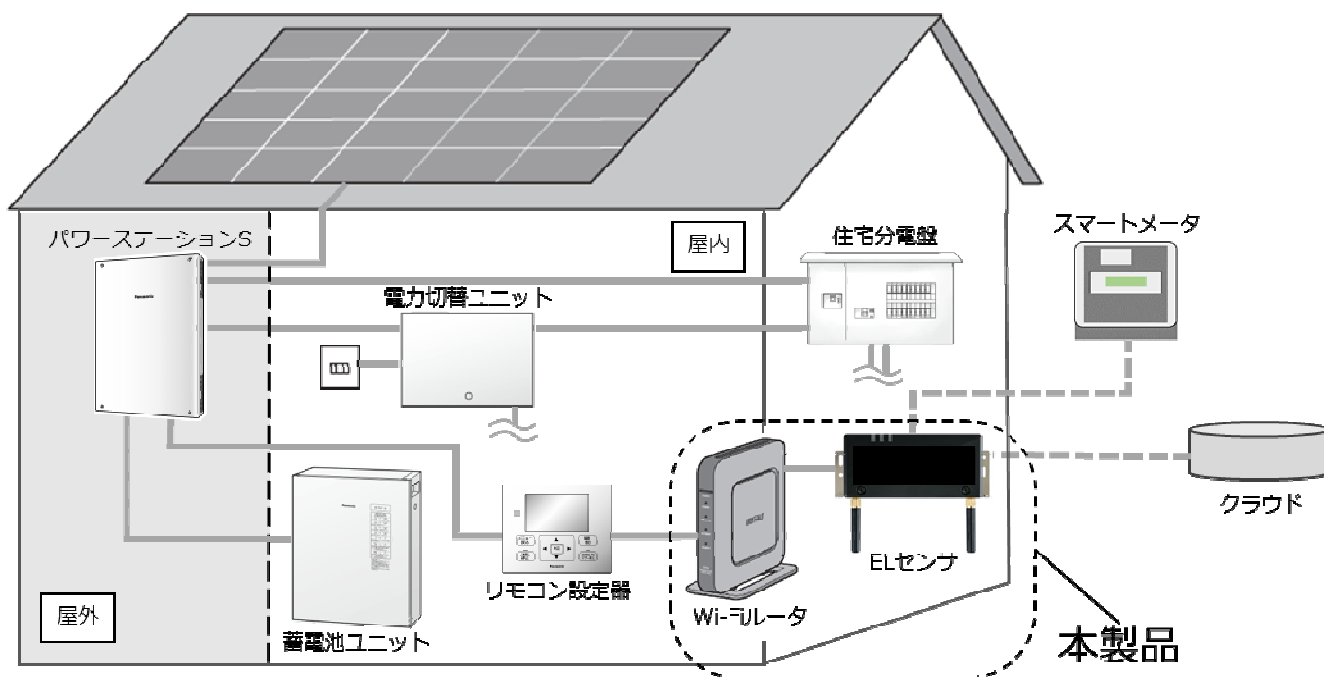 パワーステーションS
屋内
住宅分電盤
スマートメータ
電力切替ユニット
Panasonic
クラウド
ELセンサ
リモコン設定器
Wi-Fiルータ
屋外
蓄電池ユニット
本製品